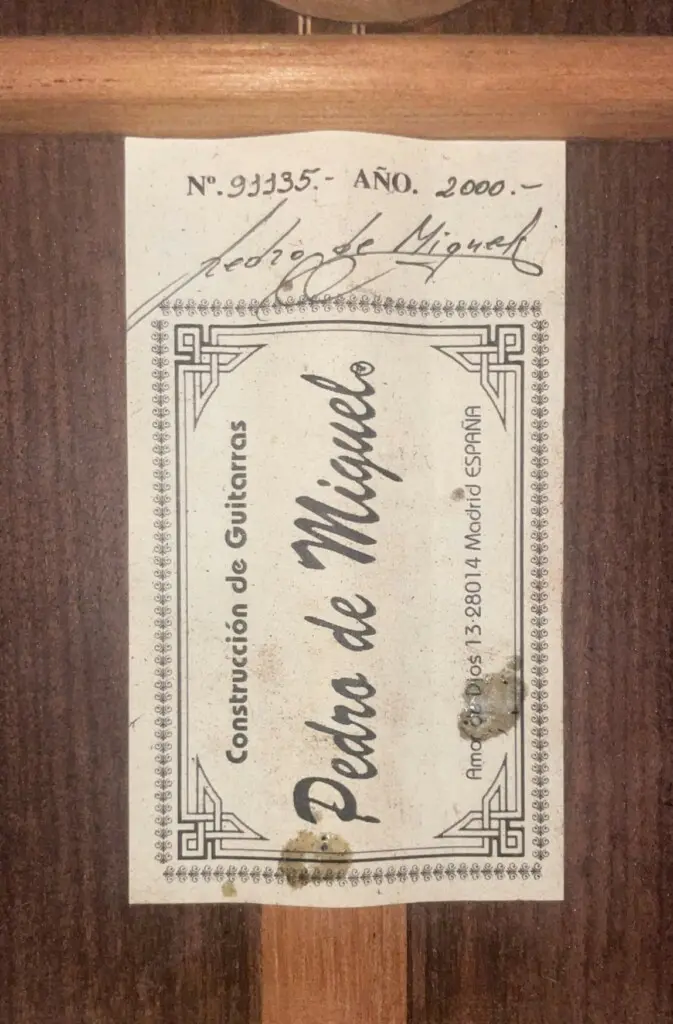 Nº. 91135.- AÑO. 2000.-
Pedro de Miguel
Construcción de Guitarras
Pedro de Miguel ®
Amor de Dios 13·28014 Madrid ESPAÑA